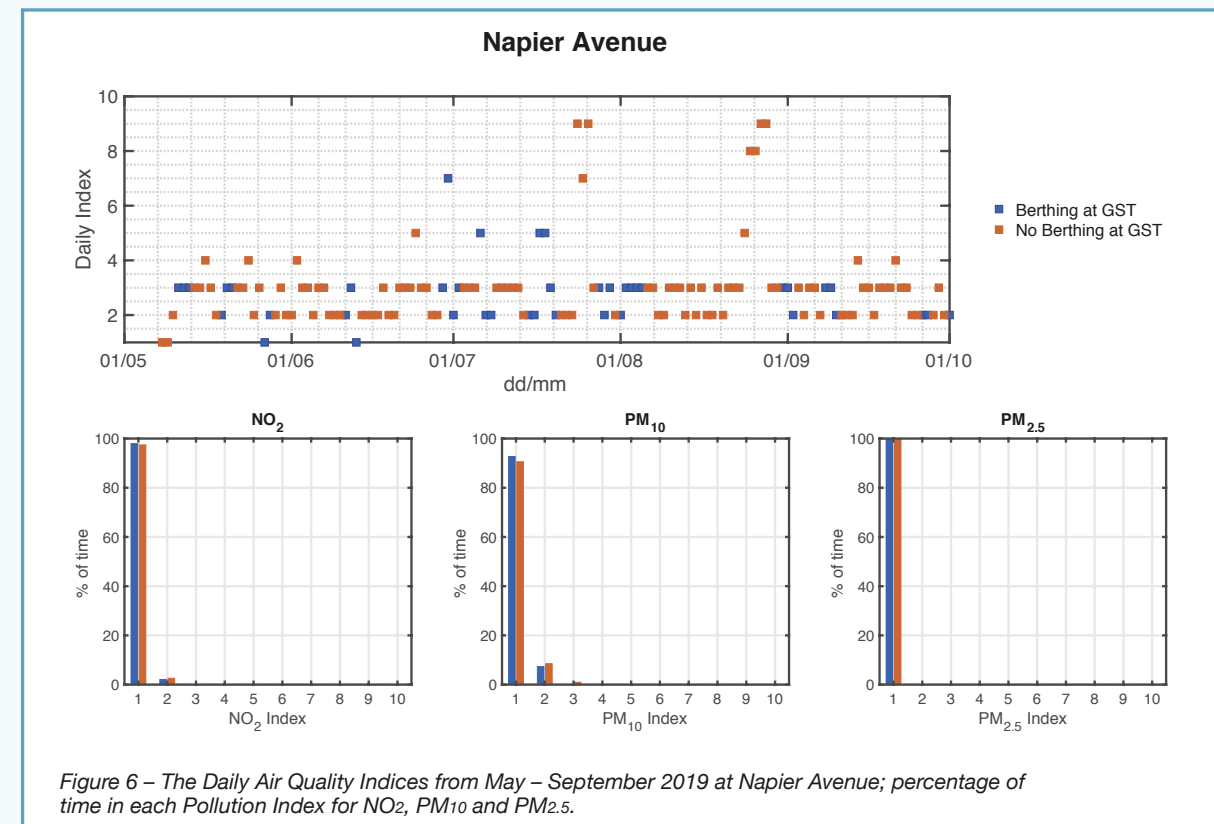 Napier Avenue
10
8
6
4
2
Daily Index
01/05 01/06 01/07 01/08 01/09 01/10
dd/mm
Berthing at GST
No Berthing at GST
NO2
100
80
60
40
20
0
% of time
1 2 3 4 5 6 7 8 9 10
NO2 Index
PM10
100
80
60
40
20
0
% of time
1 2 3 4 5 6 7 8 9 10
PM10 Index
PM2.5
100
80
60
40
20
0
% of time
1 2 3 4 5 6 7 8 9 10
PM2.5 Index
Figure 6 – The Daily Air Quality Indices from May – September 2019 at Napier Avenue; percentage of
time in each Pollution Index for NO2, PM10 and PM2.5.